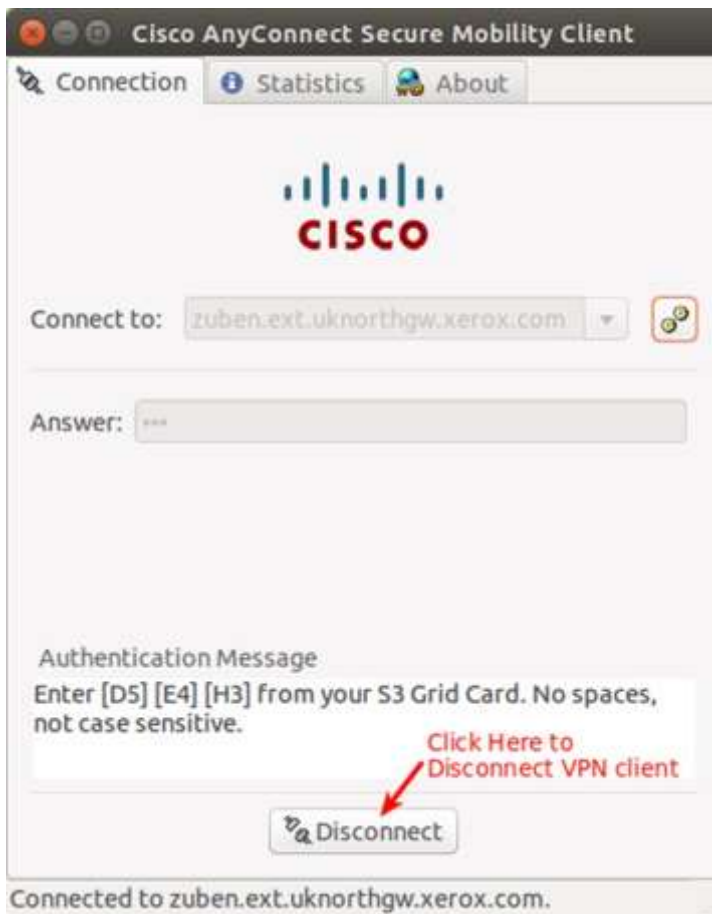 Cisco AnyConnect Secure Mobility Client
Connection Statistics About
CISCO
Connect to: zuben.ext.uknorthgw.xerox.com
Answer: •••
Authentication Message
Enter [D5] [E4] [H3] from your S3 Grid Card. No spaces,
not case sensitive.
Click Here to
Disconnect VPN client
Disconnect
Connected to zuben.ext.uknorthgw.xerox.com.